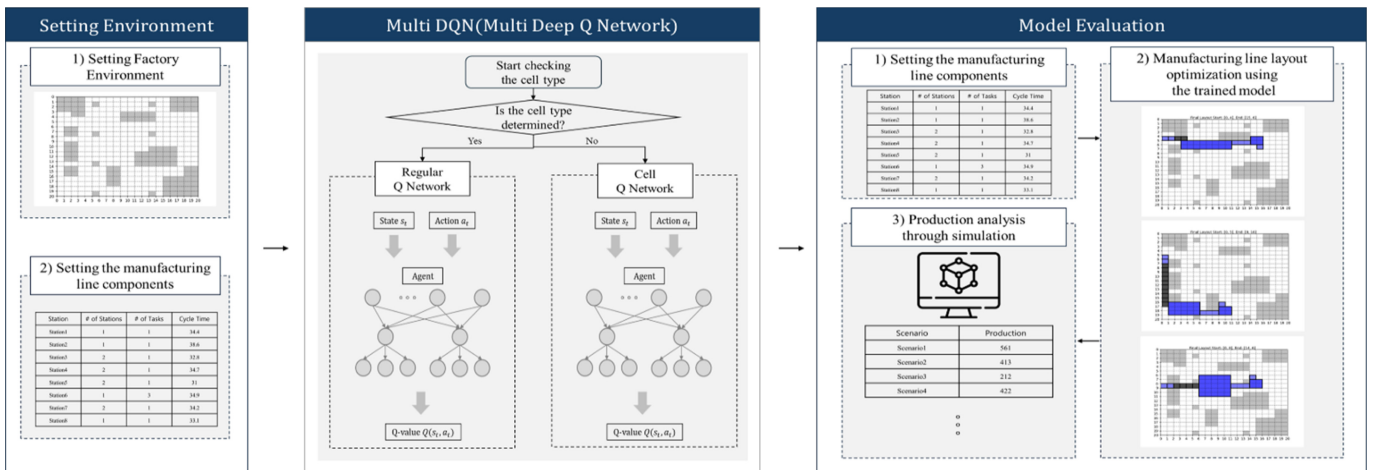 Setting Environment
1) Setting Factory
Environment
2) Setting the manufacturing
line components
Station # of Stations # of Tasks Cycle Time
Station1 1 1 34.4
Station2 1 1 38.6
Station3 2 1 32.8
Station4 2 1 34.7
Station5 2 1 31
Station6 1 3 34.9
Station7 2 1 34.2
Station8 1 1 33.1
Multi DQN(Multi Deep Q Network)
Start checking
the cell type
Is the cell type
determined?
Yes
No
Regular
Q Network
State s_t
Action a_t
Agent
Q-value Q(s_t, a_t)
Cell
Q Network
State s_t
Action a_t
Agent
Q-value Q(s_t, a_t)
Model Evaluation
1) Setting the manufacturing
line components
Station # of Stations # of Tasks Cycle Time
Station1 1 1 34.4
Station2 1 1 38.6
Station3 2 1 32.8
Station4 2 1 34.7
Station5 2 1 31
Station6 1 3 34.9
Station7 2 1 34.2
Station8 1 1 33.1
2) Manufacturing line layout
optimization using
the trained model
3) Production analysis
through simulation
Scenario Production
Scenario1 561
Scenario2 413
Scenario3 212
Scenario4 422